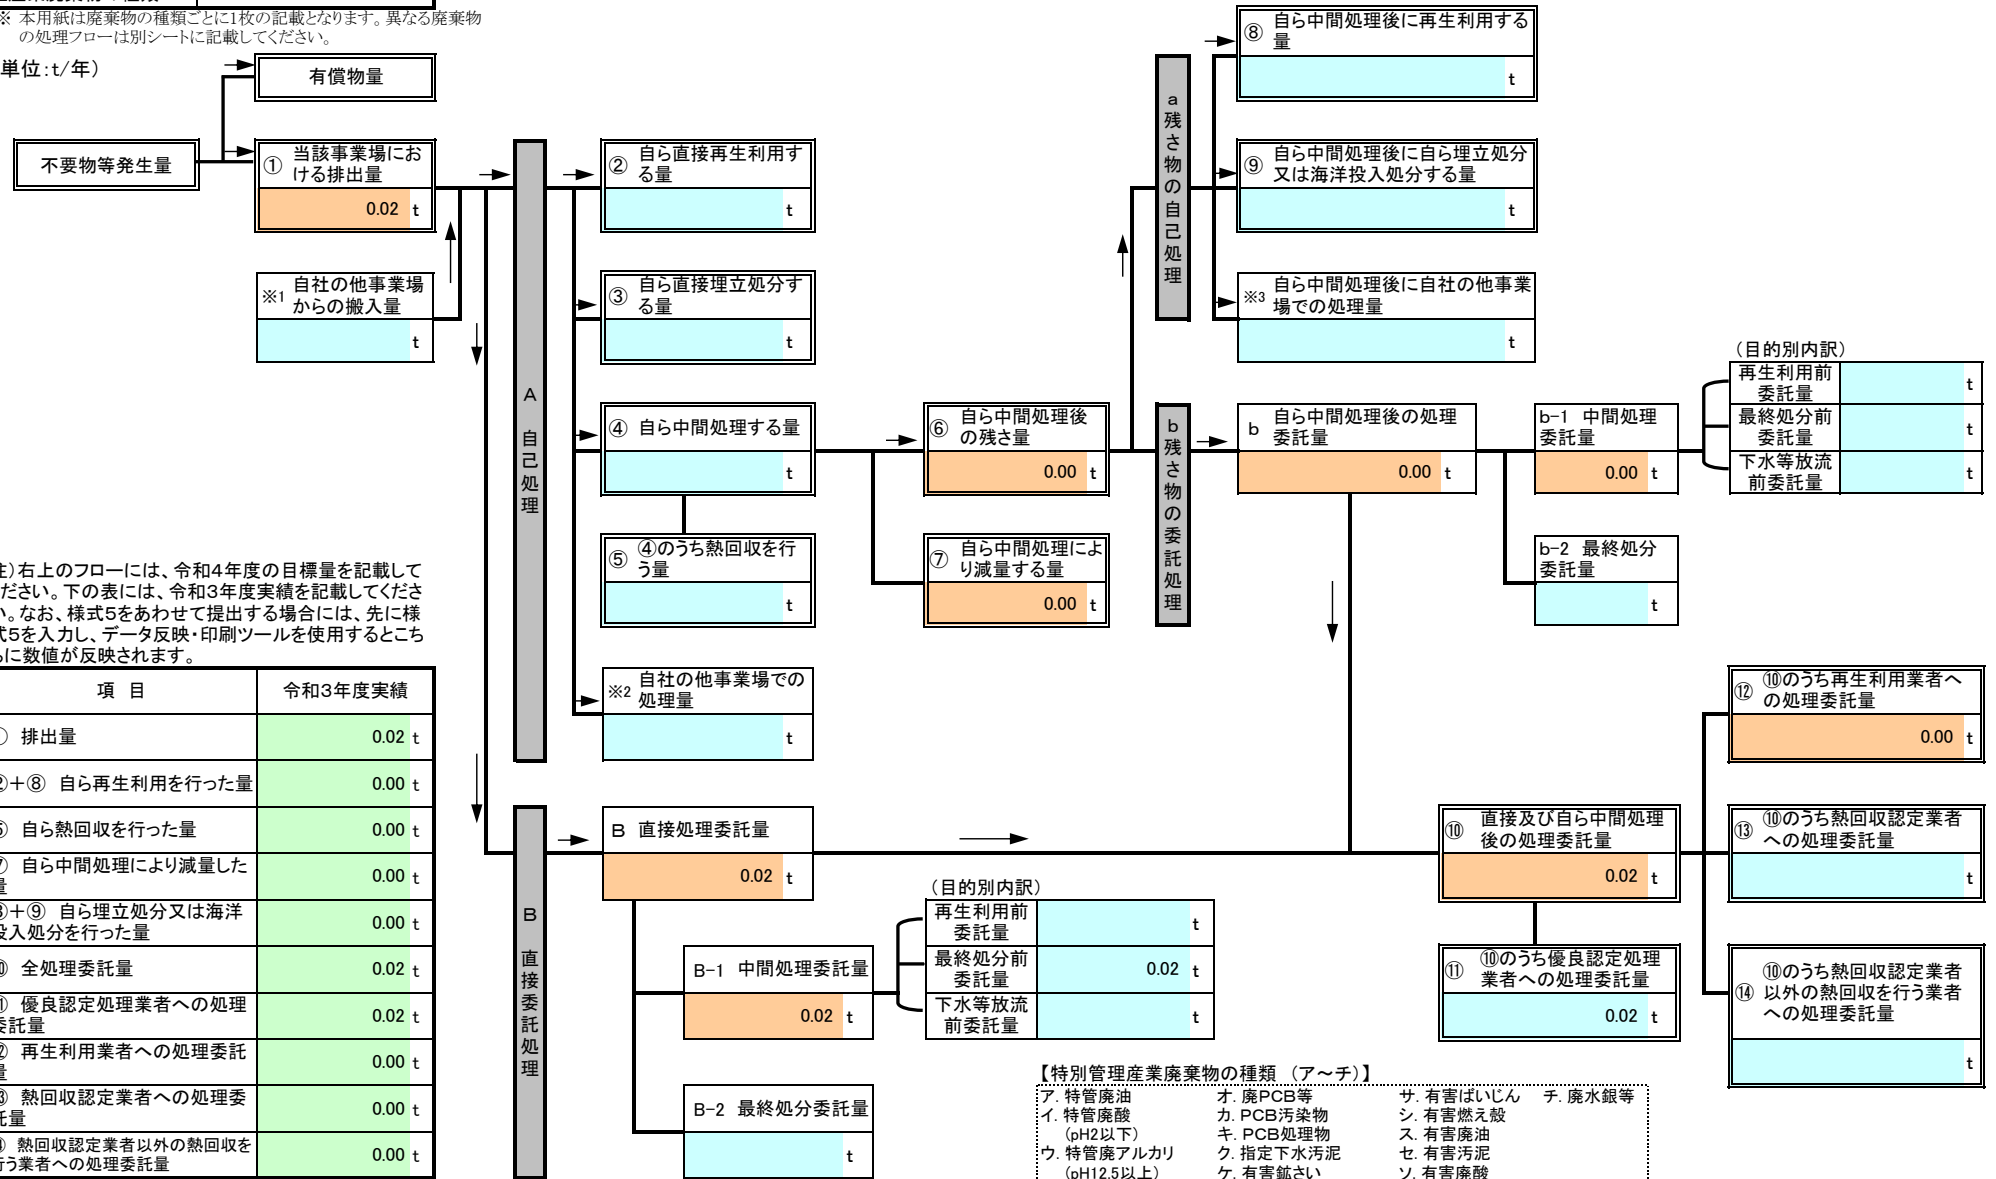 ※ 本用紙は廃棄物の種類ごとに1枚の記載となります。異なる廃棄物
の処理フローは別シートに記載してください。
単位:t/年)
有償物量
不要物等発生量
① 当該事業場にお
ける排出量
0.02 t
※1 自社の他事業場
からの搬入量
t
A 自己処理
② 自ら直接再生利用す
る量
t
③ 自ら直接埋立処分す
る量
t
④ 自ら中間処理する量
t
⑤ ④のうち熱回収を行
う量
t
※2 自社の他事業場での
処理量
t
⑥ 自ら中間処理後
の残さ量
0.00 t
⑦ 自ら中間処理によ
り減量する量
0.00 t
a 残さ物の自己処理
⑧ 自ら中間処理後に再生利用する
量
t
⑨ 自ら中間処理後に自ら埋立処分
又は海洋投入処分する量
t
※3 自ら中間処理後に自社の他事業
場での処理量
t
b 残さ物の委託処理
b 自ら中間処理後の処理
委託量
0.00 t
b-1 中間処理
委託量
0.00 t
b-2 最終処分
委託量
t
(目的別内訳)
再生利用前
委託量
t
最終処分前
委託量
t
下水等放流
前委託量
t
注)右上のフローには、令和4年度の目標量を記載して
ださい。下の表には、令和3年度実績を記載してくださ
い。なお、様式5をあわせて提出する場合には、先に様
式5を入力し、データ反映・印刷ツールを使用するとこち
らに数値が反映されます。
項 目 令和3年度実績
① 排出量 0.02 t
②+⑧ 自ら再生利用を行った量 0.00 t
⑤ 自ら熱回収を行った量 0.00 t
⑦ 自ら中間処理により減量した
量 0.00 t
③+⑨ 自ら埋立処分又は海洋
投入処分を行った量 0.00 t
⑩ 全処理委託量 0.02 t
⑪ 優良認定処理業者への処理
委託量 0.02 t
⑫ 再生利用業者への処理委託
量 0.00 t
⑬ 熱回収認定業者への処理委
託量 0.00 t
⑭ 熱回収認定業者以外の熱回収を
行う業者への処理委託量 0.00 t
B 直接委託処理
B 直接処理委託量
0.02 t
B-1 中間処理委託量
0.02 t
B-2 最終処分委託量
t
(目的別内訳)
再生利用前
委託量
t
最終処分前
委託量
0.02 t
下水等放流
前委託量
t
⑩ 直接及び自ら中間処理
後の処理委託量
0.02 t
⑪ ⑩のうち優良認定処理
業者への処理委託量
0.02 t
⑫ ⑩のうち再生利用業者へ
の処理委託量
0.00 t
⑬ ⑩のうち熱回収認定業者
への処理委託量
t
⑭ ⑩のうち熱回収認定業者
以外の熱回収を行う業者
への処理委託量
t
【特別管理産業廃棄物の種類 (ア~チ)】
ア. 特管廃油 オ. 廃PCB等 サ. 有害ばいじん チ. 廃水銀等
イ. 特管廃酸 カ. PCB汚染物 シ. 有害燃え殻
(pH2以下) キ. PCB処理物 ス. 有害廃油
ウ. 特管廃アルカリ ク. 指定下水汚泥 セ. 有害汚泥
(pH12.5以上) ケ. 有害鉱さい ソ. 有害廃酸